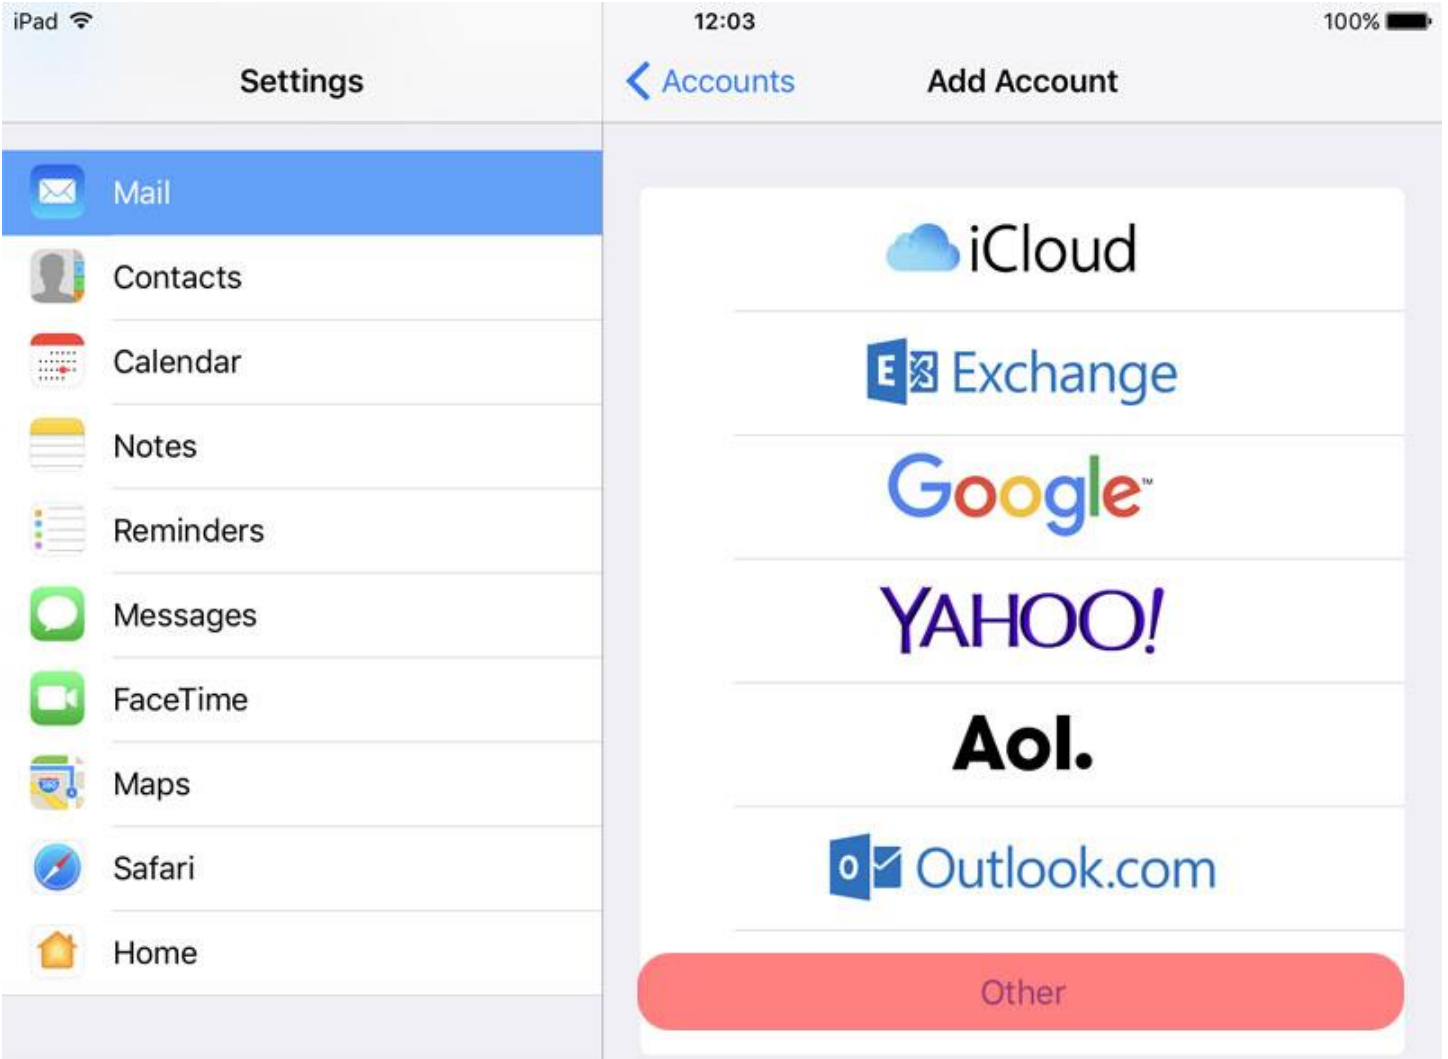 iPad
12:03
100%
Settings
Accounts
Add Account
Mail
Contacts
Calendar
Notes
Reminders
Messages
FaceTime
Maps
Safari
Home
iCloud
E Exchange
Google™
YAHOO!
Aol.
O Outlook.com
Other